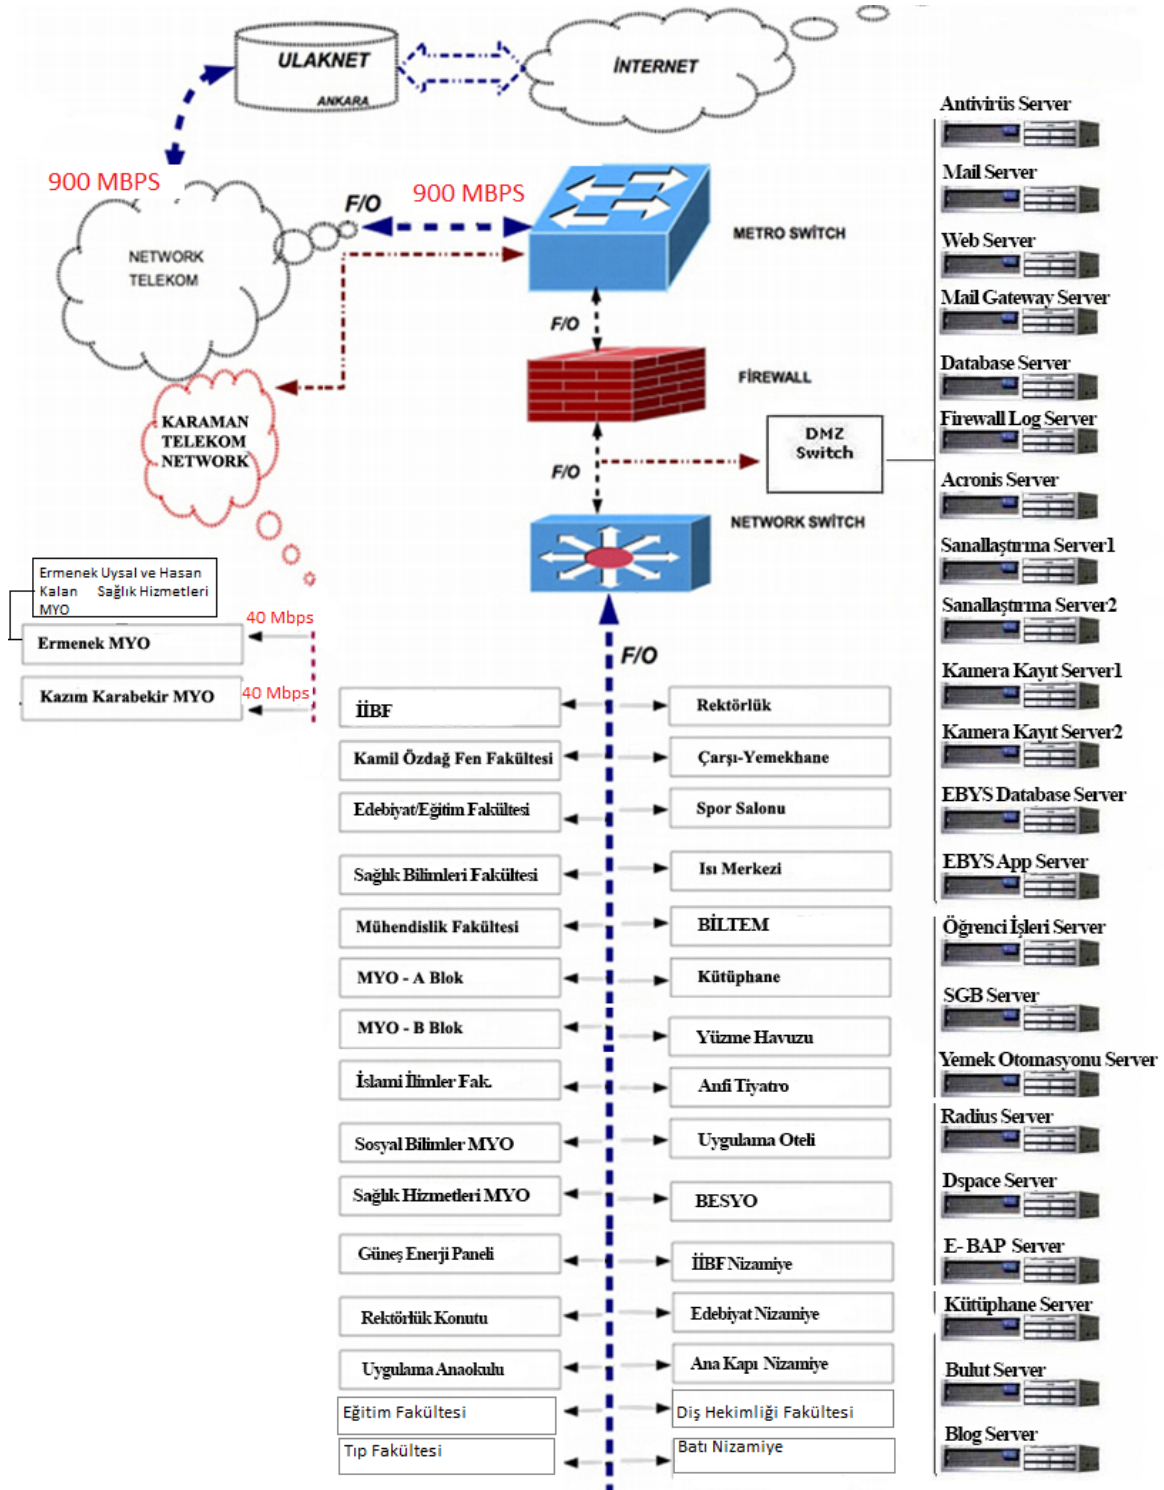 ULAKNET
ANKARA
İNTERNET
900 MBPS
F/O
900 MBPS
METRO SWİTCH
NETWORK
TELEKOM
F/O
FİREWALL
KARAMAN
TELEKOM
NETWORK
DMZ
Switch
F/O
NETWORK SWİTCH
Ermenek Uysal ve Hasan
Kalan Sağlık Hizmetleri
MYO
40 Mbps
Ermenek MYO
40 Mbps
Kazım Karabekir MYO
F/O
İİBF
Kamil Özdağ Fen Fakültesi
Edebiyat/Eğitim Fakültesi
Sağlık Bilimleri Fakültesi
Mühendislik Fakültesi
MYO - A Blok
MYO - B Blok
İslami İlimler Fak.
Sosyal Bilimler MYO
Sağlık Hizmetleri MYO
Güneş Enerji Paneli
Rektörlük Konutu
Uygulama Anaokulu
Eğitim Fakültesi
Tıp Fakültesi
Rektörlük
Çarşı-Yemekhane
Spor Salonu
Isı Merkezi
BİLTEM
Kütüphane
Yüzme Havuzu
Anfi Tiyatro
Uygulama Oteli
BESYO
İİBF Nizamiye
Edebiyat Nizamiye
Ana Kapı Nizamiye
Diş Hekimliği Fakültesi
Batı Nizamiye
Antivirüs Server
Mail Server
Web Server
Mail Gateway Server
Database Server
Firewall Log Server
Acronis Server
Sanallaştırma Server1
Sanallaştırma Server2
Kamera Kayıt Server1
Kamera Kayıt Server2
EBYS Database Server
EBYS App Server
Öğrenci İşleri Server
SGB Server
Yemek Otomasyonu Server
Radius Server
Dspace Server
E- BAP Server
Kütüphane Server
Bulut Server
Blog Server